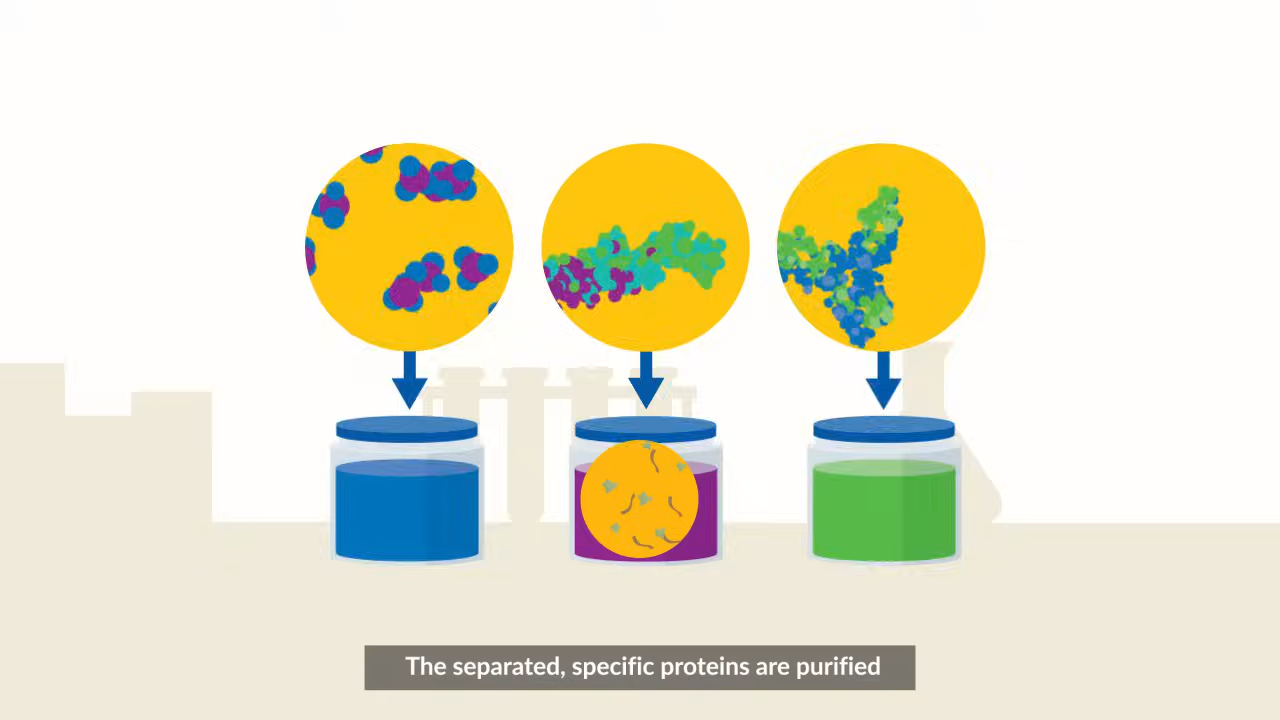 The separated, specific proteins are purified